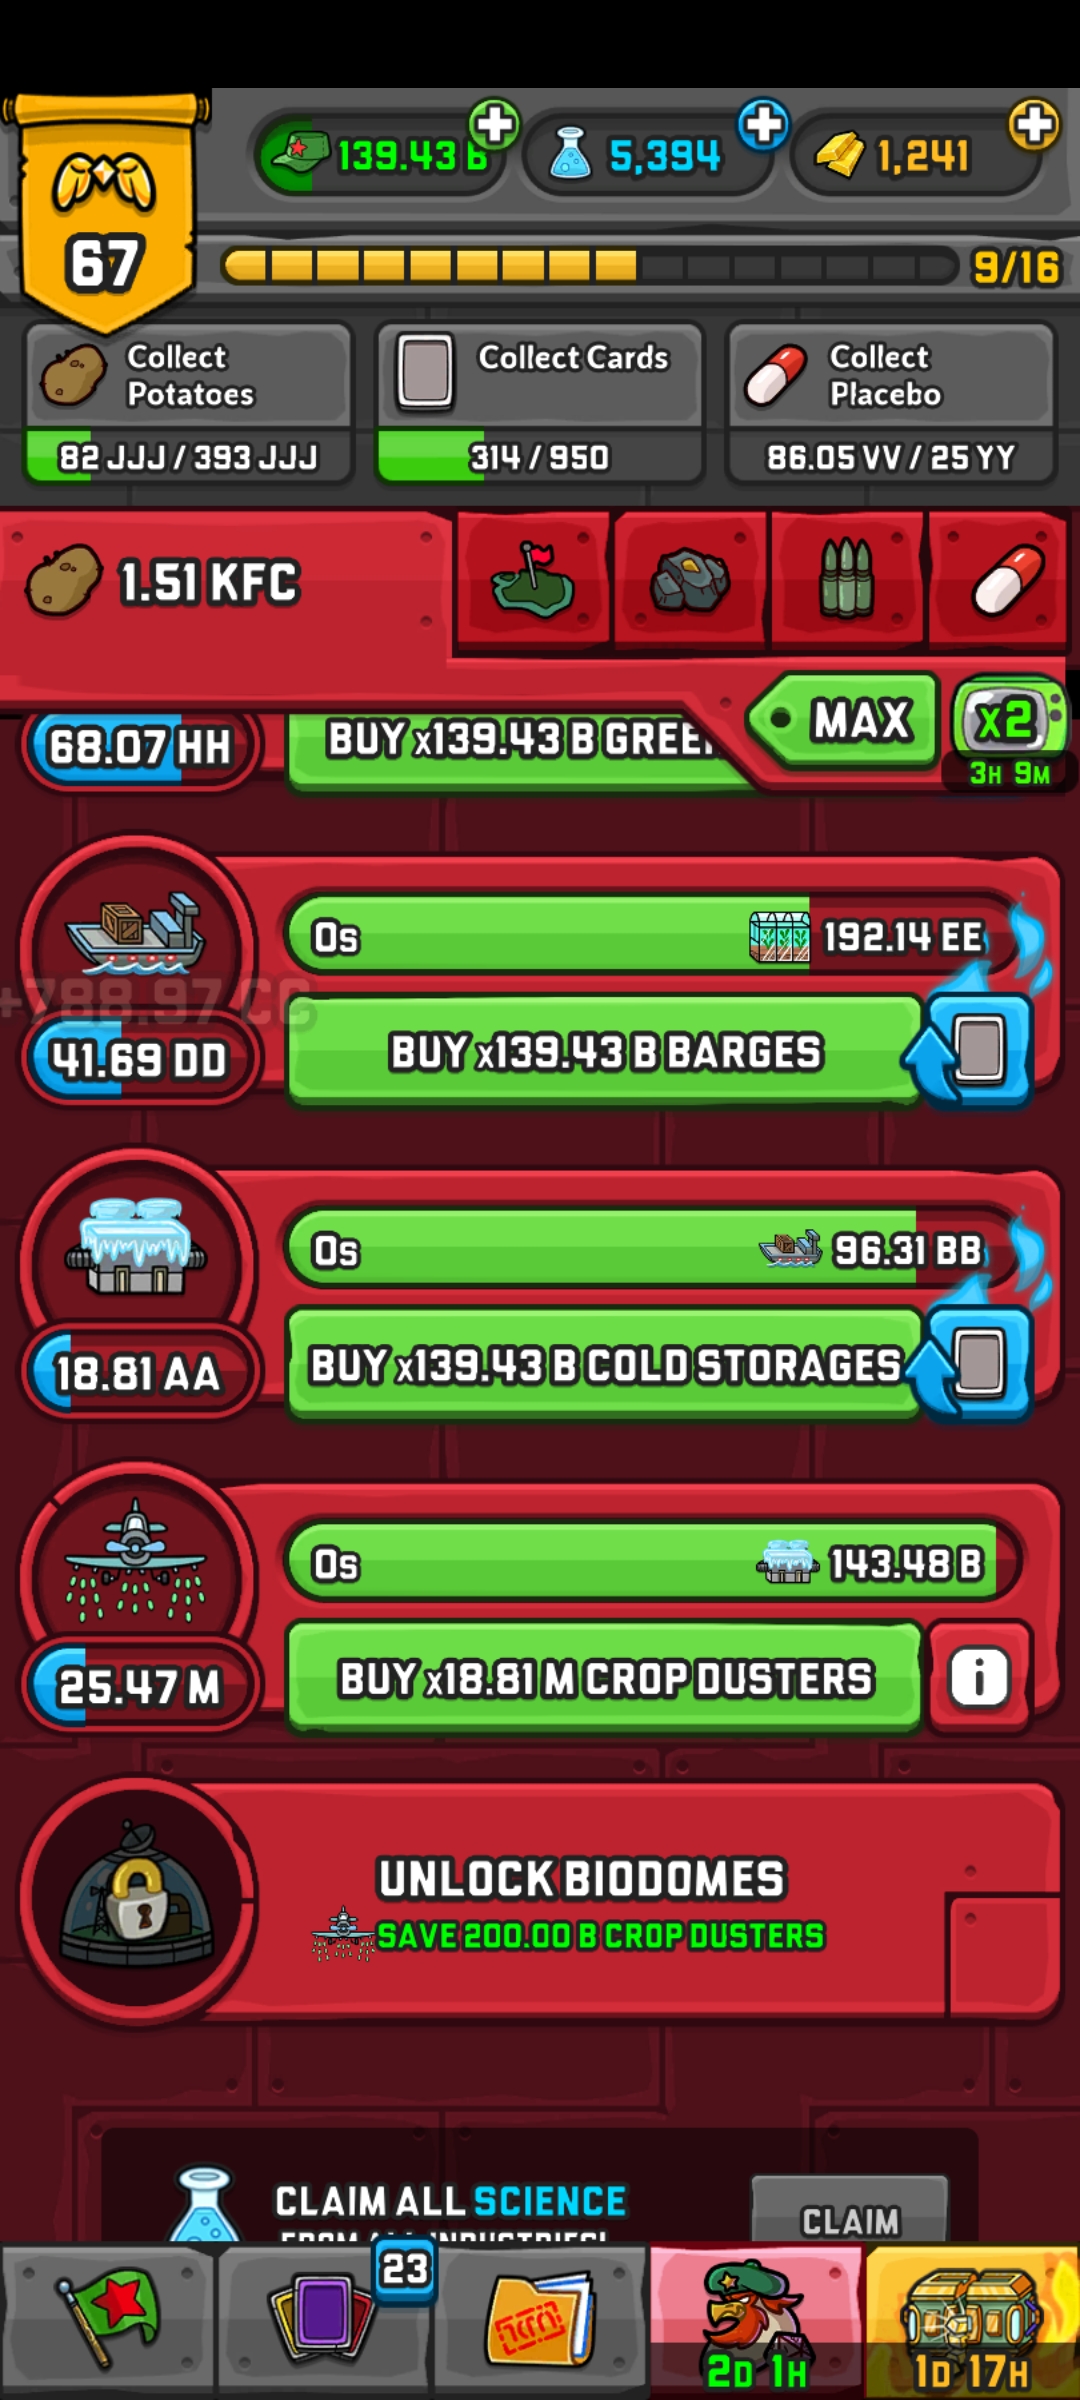 139.43 B
5,394
1,241
67
9/16
Collect
Potatoes
82 JJJ / 393 JJJ
Collect Cards
314 / 950
Collect
Placebo
86.05 VV / 25 YY
1.51 KFC
MAX
x2
3H 9M
68.07 HH
BUY x139.43 B
0s
192.14 EE
+788.97 CC
41.69 DD
BUY x139.43 B BARGES
0s
96.31 BB
18.81 AA
BUY x139.43 B COLD STORAGES
0s
143.48 B
25.47 M
BUY x18.81 M CROP DUSTERS
i
UNLOCK BIODOMES
SAVE 200.00 B CROP DUSTERS
CLAIM ALL SCIENCE
FROM ALL INDUSTRIES!
CLAIM
23
2D 1H
1D 17H